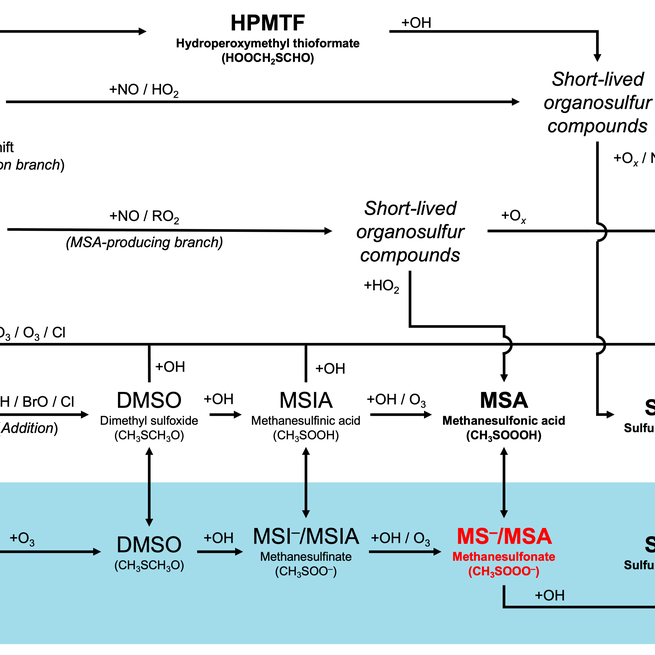 HPMTF
Hydroperoxymethyl thioformate
(HOOCH₂SCHO)
+OH
+NO / HO₂
Short-lived
organosulfur
compounds
+Oₓ / N
on branch)
+NO / RO₂
(MSA-producing branch)
Short-lived
organosulfur
compounds
+Oₓ
+HO₂
O₃ / O₃ / Cl
+OH
+OH
H / BrO / Cl
Addition)
DMSO
Dimethyl sulfoxide
(CH₃SCH₃O)
+OH
MSIA
Methanesulfinic acid
(CH₃SOOH)
+OH / O₃
MSA
Methanesulfonic acid
(CH₃SOOOH)
S
Sulfu
+O₃
DMSO
(CH₃SCH₃O)
+OH
MSI⁻/MSIA
Methanesulfinate
(CH₃SOO⁻)
+OH / O₃
MS⁻/MSA
Methanesulfonate
(CH₃SOOO⁻)
S
Sulfu
+OH